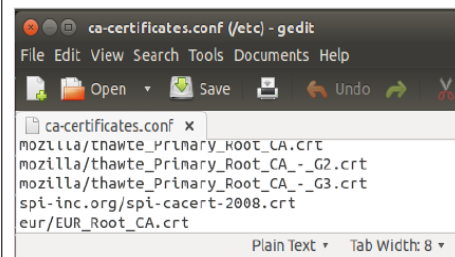 ca-certificates.conf (/etc) - gedit
File Edit View Search Tools Documents Help
Open Save Undo
ca-certificates.conf x
mozilla/thawte_Primary_Root_CA.crt
mozilla/thawte_Primary_Root_CA_-_G2.crt
mozilla/thawte_Primary_Root_CA_-_G3.crt
spi-inc.org/spi-cacert-2008.crt
eur/EUR_Root_CA.crt
Plain Text Tab Width: 8